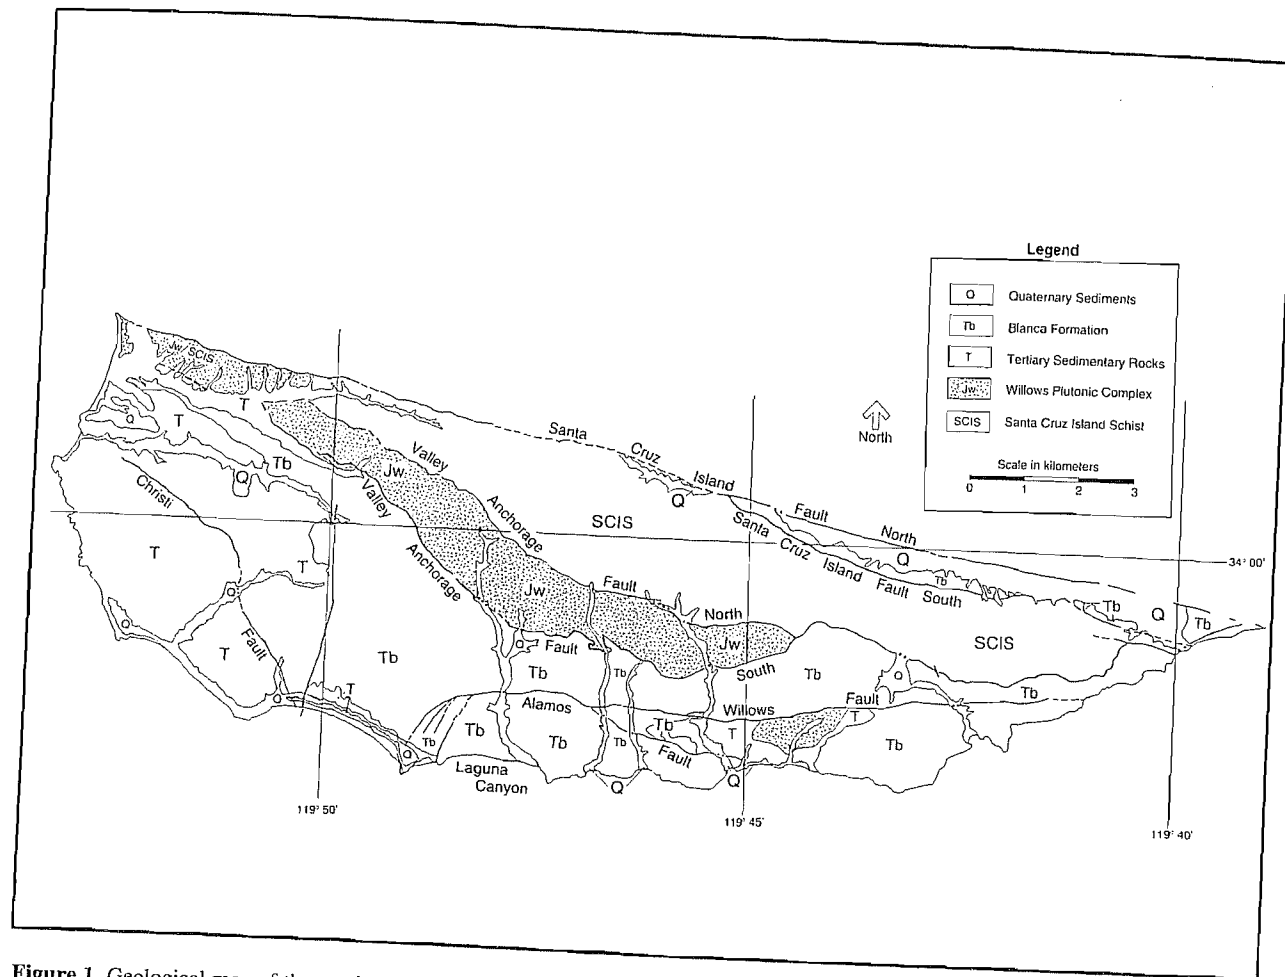 Legend
Q Quaternary Sediments
Tb Blanca Formation
T Tertiary Sedimentary Rocks
Jw Willows Plutonic Complex
SCIS Santa Cruz Island Schist
Scale in kilometers
0 1 2 3
North
Jw/SCIS
T
Q
T
Tb
Q
Jw
Valley Anchorage Fault North
Valley Anchorage Fault South
Santa Cruz Island Fault North
Q
SCIS
Santa Cruz Island Fault South
Q
Tb
34° 00'
Christi Fault
T
T
Q
Q
T
Tb
T
Q
Jw
Jw
Q
Tb
Tb
Tb
SCIS
Tb
Q
Tb
Q
Tb
Alamos
Willows
Fault
Fault
Tb
Tb
Tb
Tb
Tb
T
T
Tb
Q
Q
Q
Laguna
Canyon
119° 50'
119° 45'
119° 40'